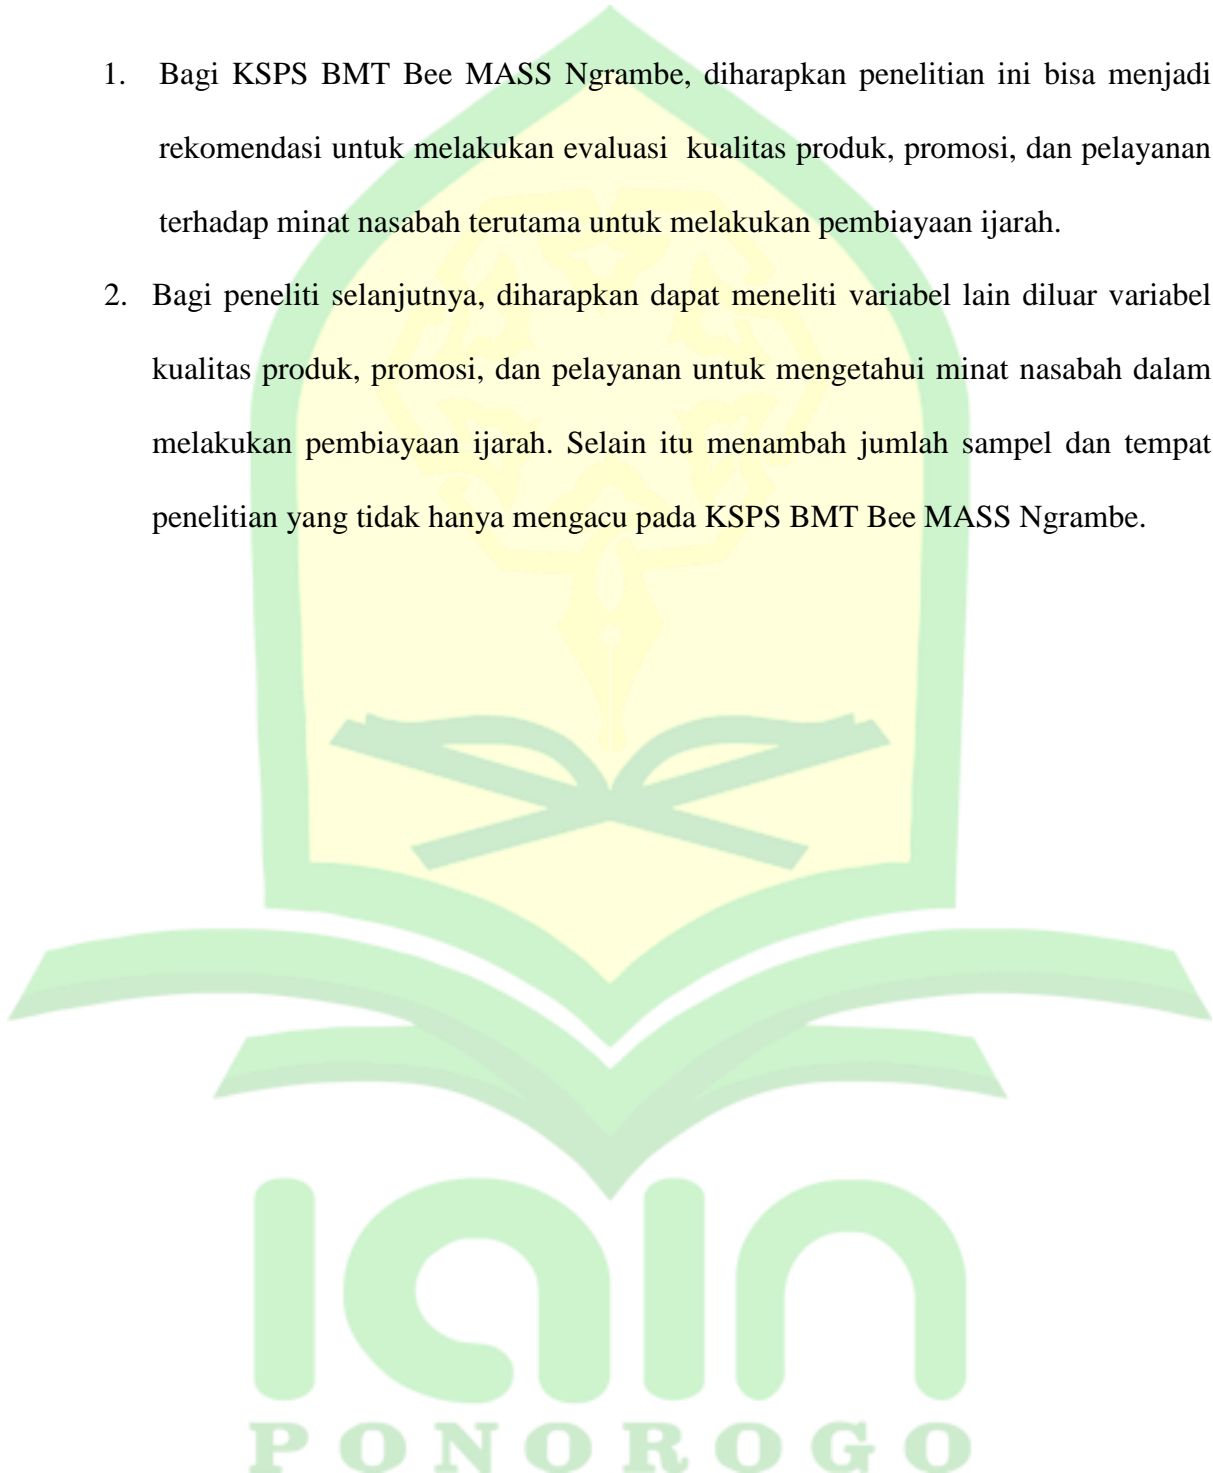 1. Bagi KSPS BMT Bee MASS Ngrambe, diharapkan penelitian ini bisa menjadi
rekomendasi untuk melakukan evaluasi kualitas produk, promosi, dan pelayanan
terhadap minat nasabah terutama untuk melakukan pembiayaan ijarah.
2. Bagi peneliti selanjutnya, diharapkan dapat meneliti variabel lain diluar variabel
kualitas produk, promosi, dan pelayanan untuk mengetahui minat nasabah dalam
melakukan pembiayaan ijarah. Selain itu menambah jumlah sampel dan tempat
penelitian yang tidak hanya mengacu pada KSPS BMT Bee MASS Ngrambe.
iain
PONOROGO